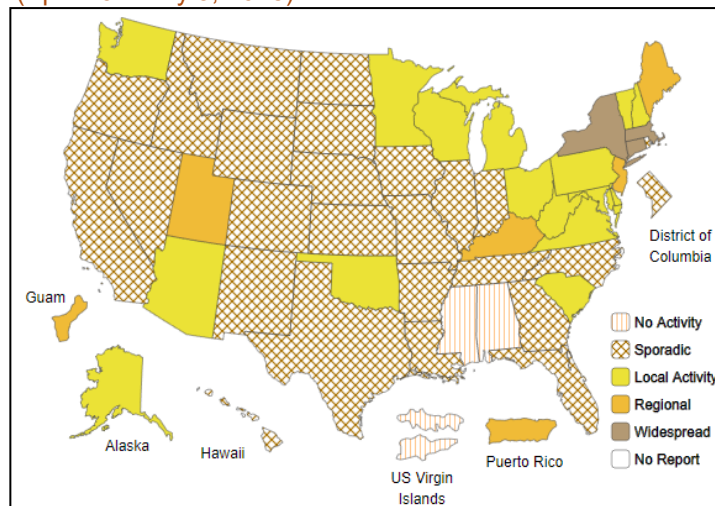 Guam
Alaska
Hawaii
US Virgin
Islands
Puerto Rico
District of
Columbia
No Activity
Sporadic
Local Activity
Regional
Widespread
No Report